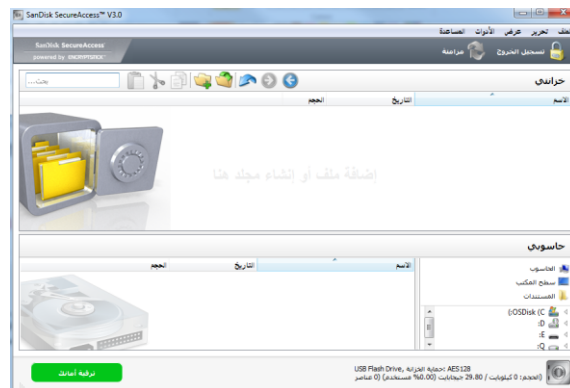 SanDisk SecureAccess™ V3.0
ملف تحرير عرض الأدوات المساعدة
SanDisk SecureAccess
powered by ENCRYPTSTICK
تسجيل الخروج مزامنة
خزانتي
بحث...
الاسم التاريخ الحجم
إضافة ملف أو إنشاء مجلد هنا
حاسوبي
الاسم التاريخ الحجم
الحاسوب
سطح المكتب
المستندات
OSDisk (C:)
D:
E:
Q:
USB Flash Drive, حماية الخزانة: AES128
(الحجم: 0 كيلوبايت / 29.80 جيجابايت (0.00% مستخدم) (0 عناصر
ترقية أمانك